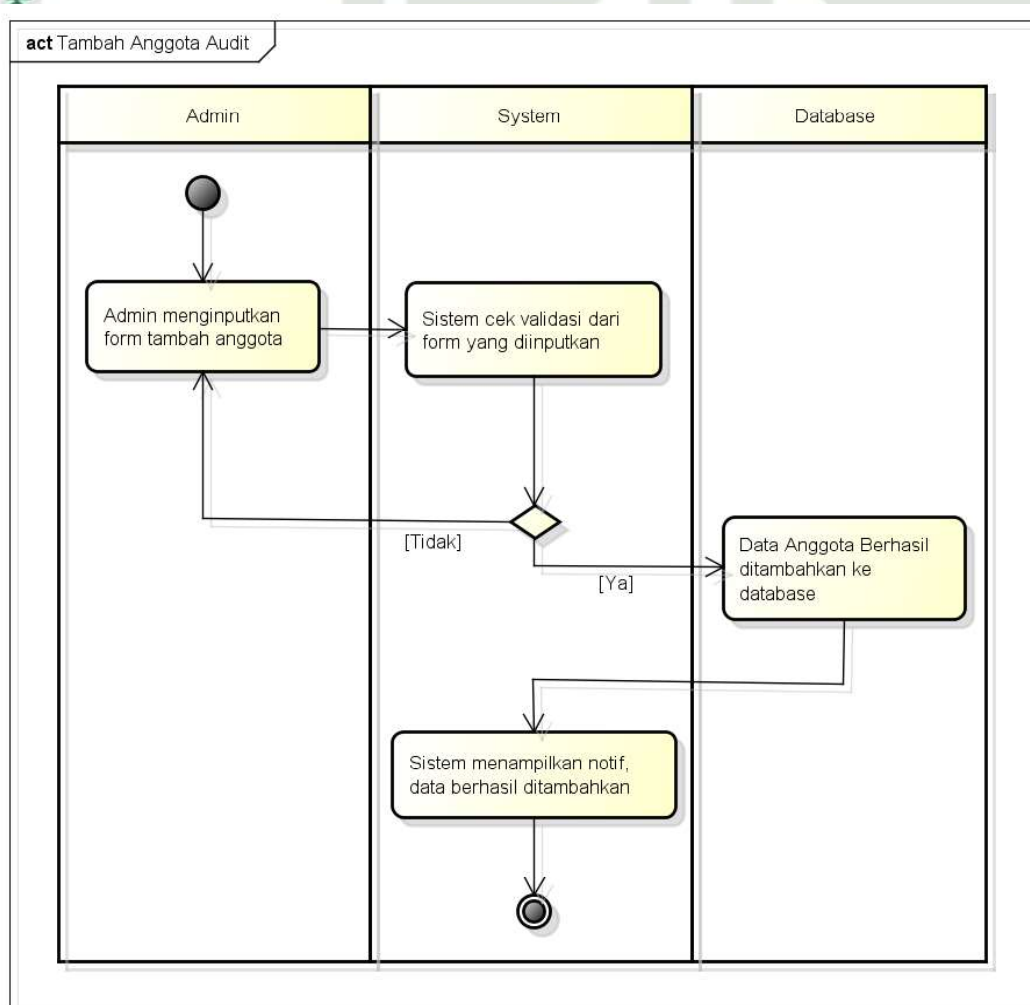 act Tambah Anggota Audit
Admin
System
Database
Admin menginputkan
form tambah anggota
Sistem cek validasi dari
form yang diinputkan
[Tidak]
[Ya]
Data Anggota Berhasil
ditambahkan ke
database
Sistem menampilkan notif,
data berhasil ditambahkan